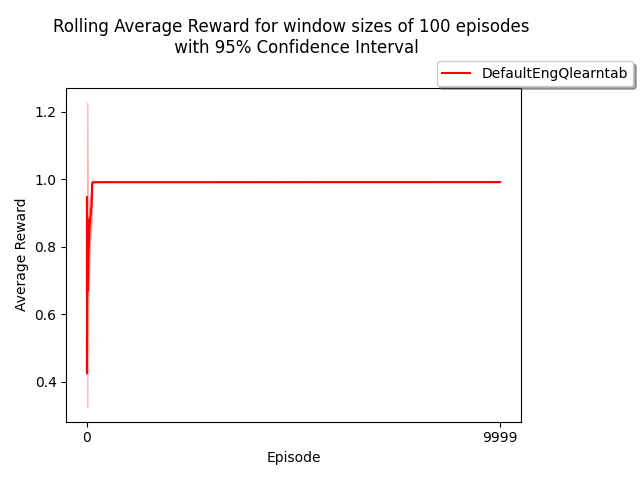 Rolling Average Reward for window sizes of 100 episodes
with 95% Confidence Interval
DefaultEngQlearntab
1.2
1.0
0.8
0.6
0.4
Average Reward
0
9999
Episode